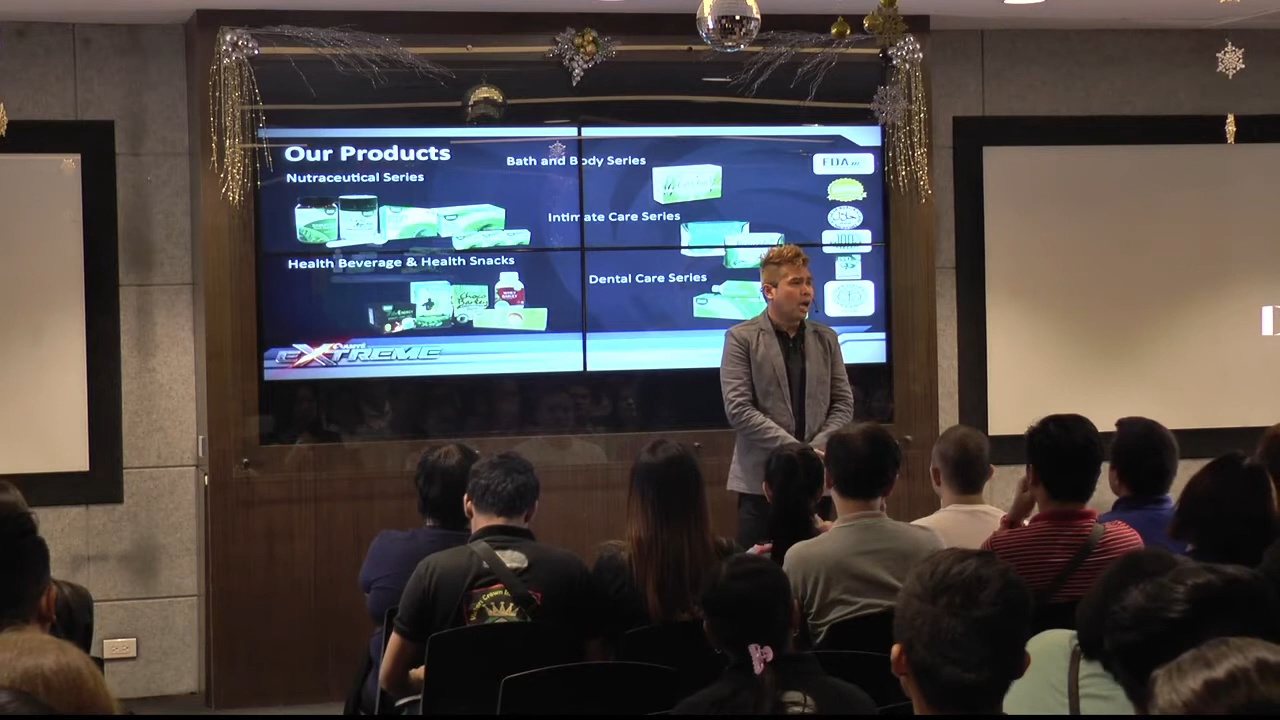 Our Products
Nutraceutical Series
Health Beverage & Health Snacks
Bath and Body Series
Intimate Care Series
Dental Care Series
FDA
EXTREME
Crown